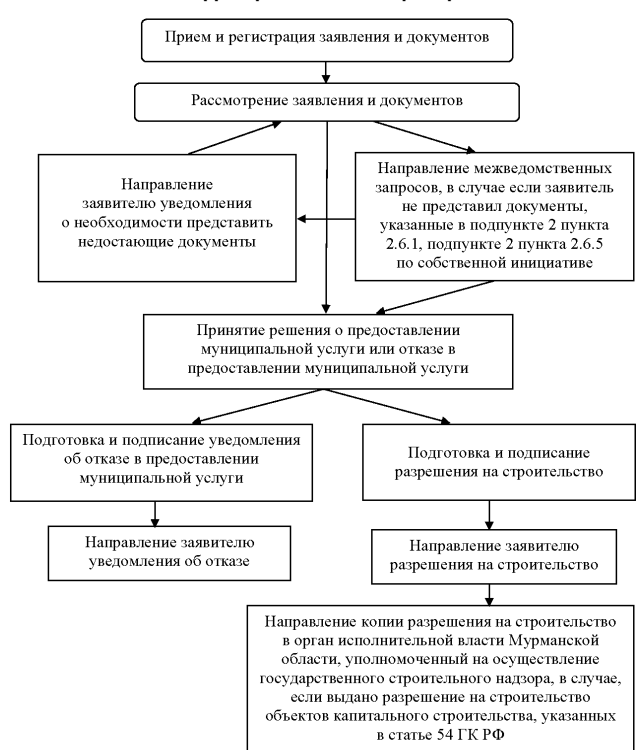 Прием и регистрация заявления и документов
Рассмотрение заявления и документов
Направление
заявителю уведомления
о необходимости представить
недостающие документы
Направление межведомственных
запросов, в случае если заявитель
не представил документы,
указанные в подпункте 2 пункта
2.6.1, подпункте 2 пункта 2.6.5
по собственной инициативе
Принятие решения о предоставлении
муниципальной услуги или отказе в
предоставлении муниципальной услуги
Подготовка и подписание уведомления
об отказе в предоставлении
муниципальной услуги
Подготовка и подписание
разрешения на строительство
Направление заявителю
уведомления об отказе
Направление заявителю
разрешения на строительство
Направление копии разрешения на строительство
в орган исполнительной власти Мурманской
области, уполномоченный на осуществление
государственного строительного надзора, в случае,
если выдано разрешение на строительство
объектов капитального строительства, указанных
в статье 54 ГК РФ